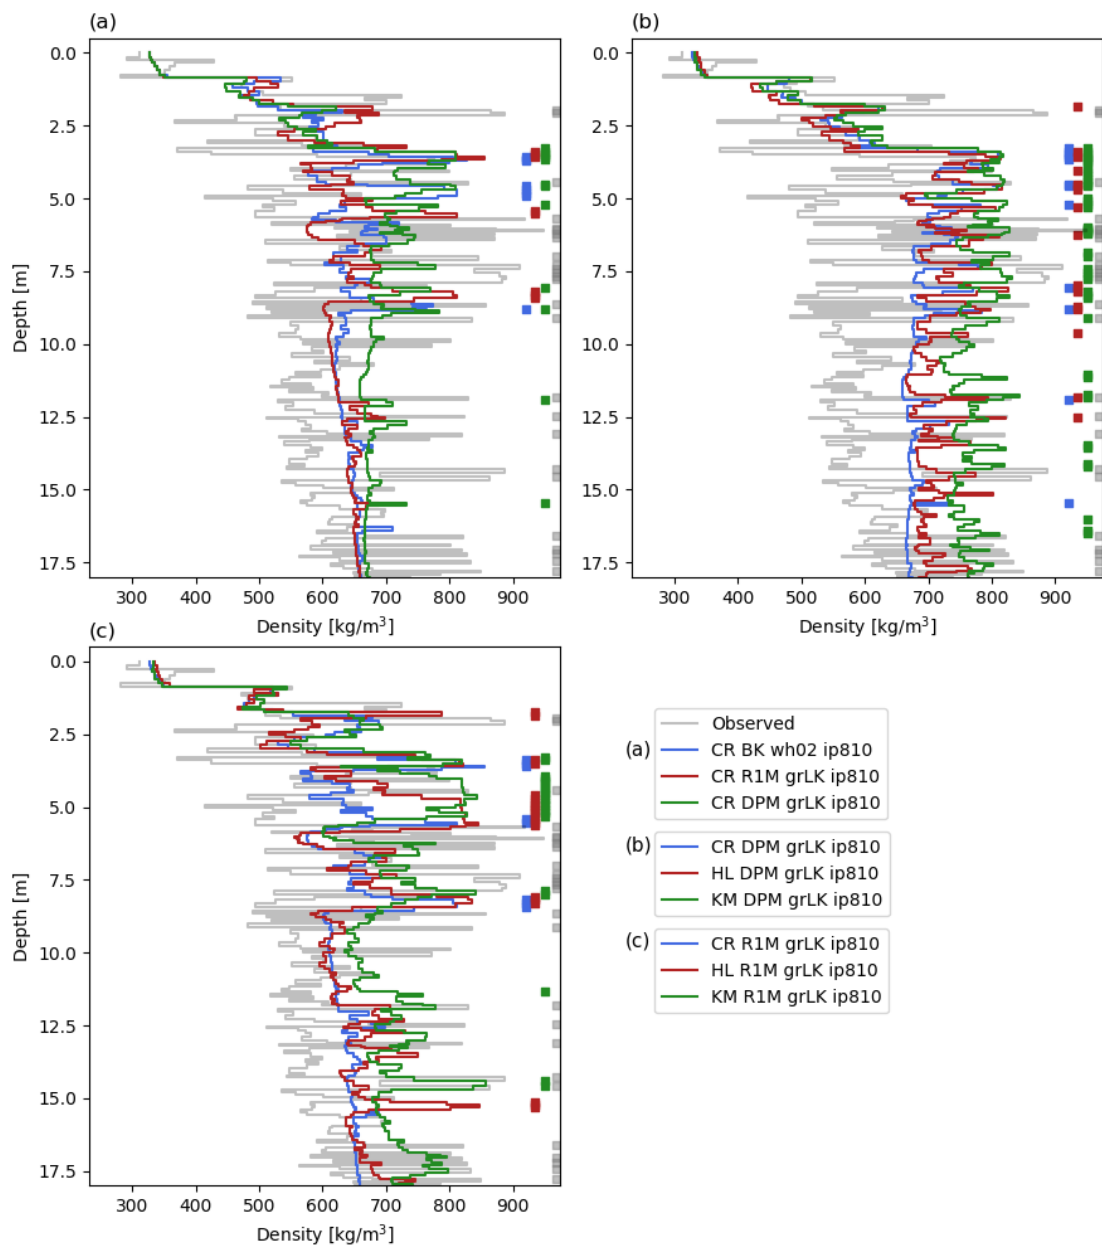 (a)
0.0
2.5
5.0
7.5
10.0
12.5
15.0
17.5
Depth [m]
300 400 500 600 700 800 900
Density [kg/m³]
(b)
0.0
2.5
5.0
7.5
10.0
12.5
15.0
17.5
300 400 500 600 700 800 900
Density [kg/m³]
(c)
0.0
2.5
5.0
7.5
10.0
12.5
15.0
17.5
Depth [m]
300 400 500 600 700 800 900
Density [kg/m³]
Observed
(a) CR BK wh02 ip810
CR R1M grLK ip810
CR DPM grLK ip810
(b) CR DPM grLK ip810
HL DPM grLK ip810
KM DPM grLK ip810
(c) CR R1M grLK ip810
HL R1M grLK ip810
KM R1M grLK ip810